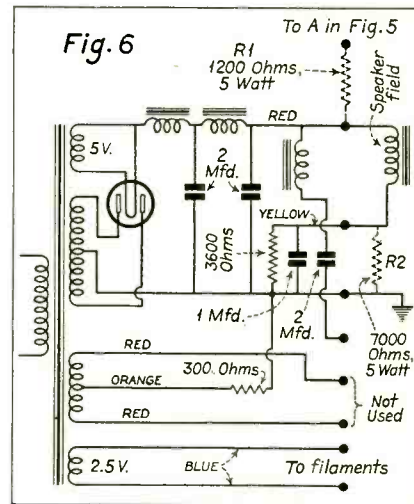 Fig. 6
To A in Fig. 5
R1
1200 Ohms,
5 Watt
Speaker
field
RED
5 V.
2
Mfd.
YELLOW
3600
Ohms
R2
1 Mfd.
2
Mfd.
7000
Ohms,
5 Watt
RED
300 Ohms
ORANGE
Not
Used
RED
2.5 V.
BLUE
To filaments